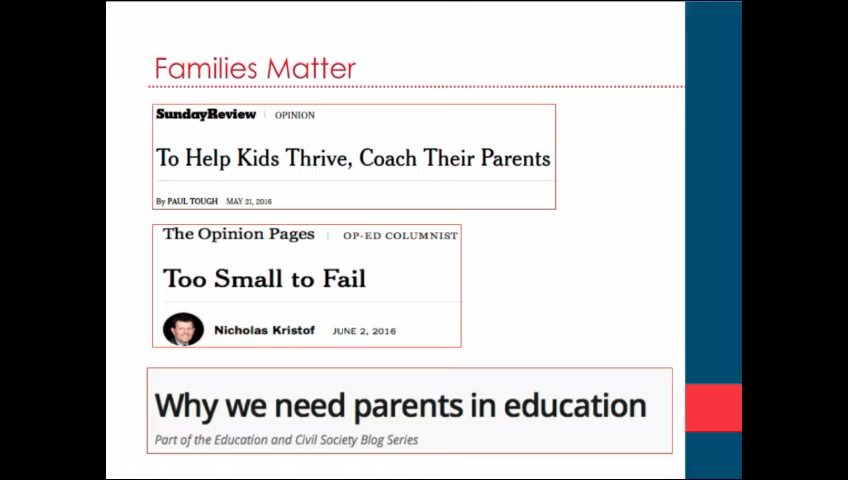 Families Matter
SundayReview | OPINION
To Help Kids Thrive, Coach Their Parents
By PAUL TOUGH MAY 21, 2016
The Opinion Pages | OP-ED COLUMNIST
Too Small to Fail
Nicholas Kristof JUNE 2, 2016
Why we need parents in education
Part of the Education and Civil Society Blog Series